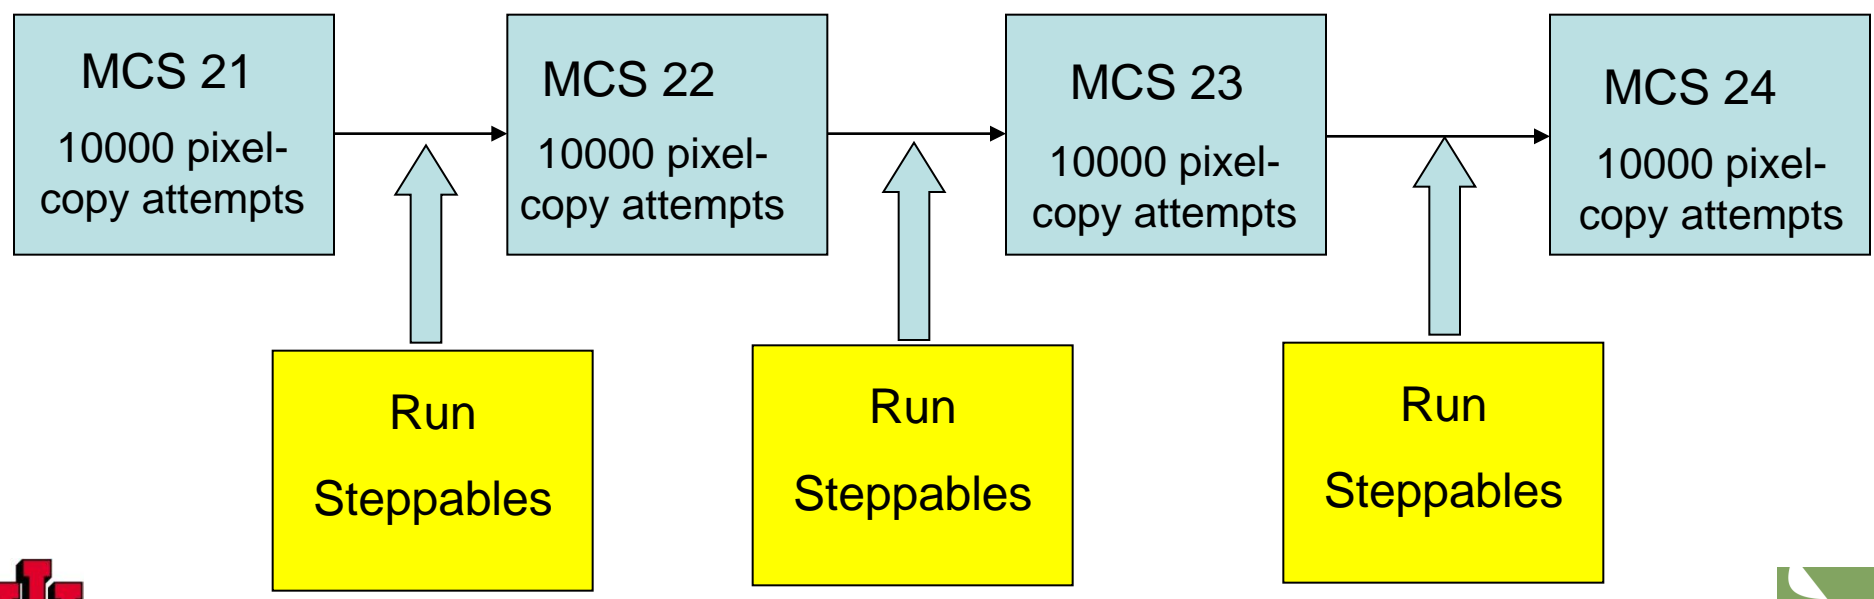 MCS 21
10000 pixel-
copy attempts
MCS 22
10000 pixel-
copy attempts
MCS 23
10000 pixel-
copy attempts
MCS 24
10000 pixel-
copy attempts
Run
Steppables
Run
Steppables
Run
Steppables